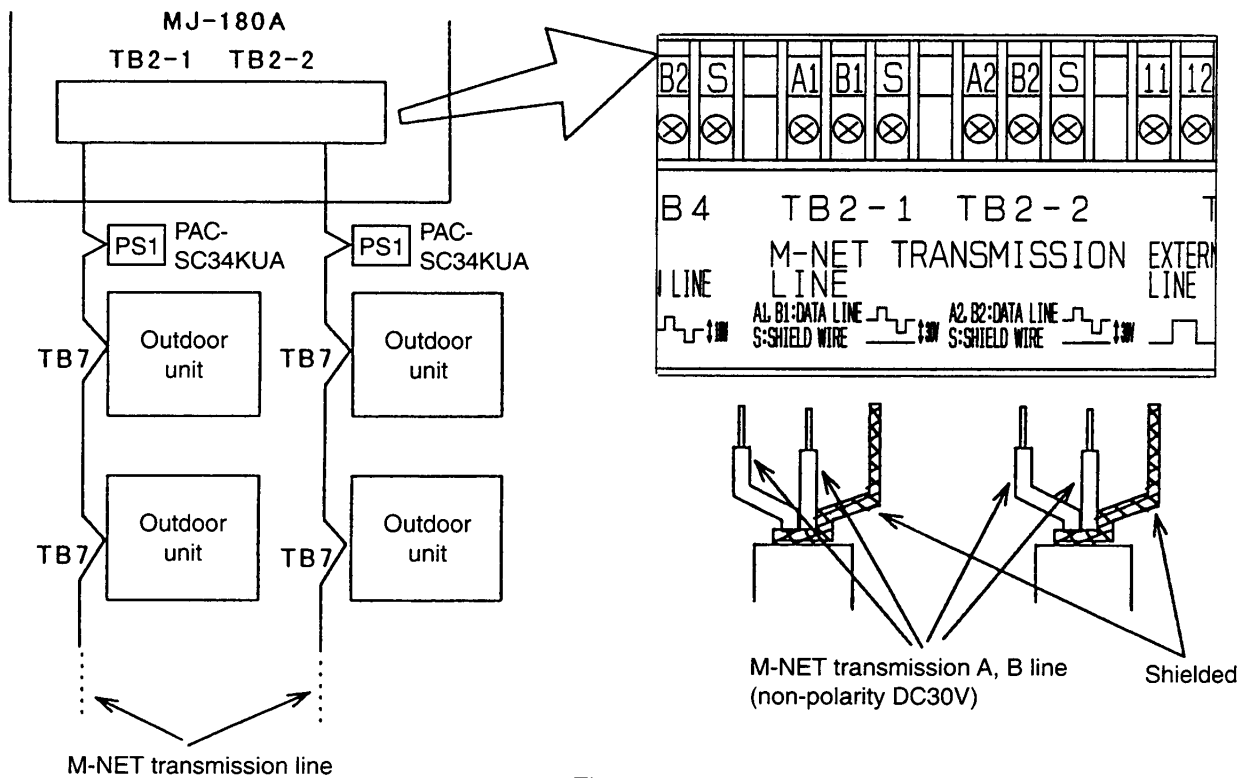 MJ-180A
TB2-1 TB2-2
PS1 PAC-
SC34KUA
PS1 PAC-
SC34KUA
TB7 Outdoor
unit
TB7 Outdoor
unit
TB7 Outdoor
unit
TB7 Outdoor
unit
M-NET transmission line
B2 S A1 B1 S A2 B2 S 11 12
B4 TB2-1 TB2-2 T
M-NET TRANSMISSION
LINE
EXTERN
LINE
LINE
A1, B1:DATA LINE
S:SHIELD WIRE
30V
A2, B2:DATA LINE
S:SHIELD WIRE
30V
M-NET transmission A, B line
(non-polarity DC30V)
Shielded